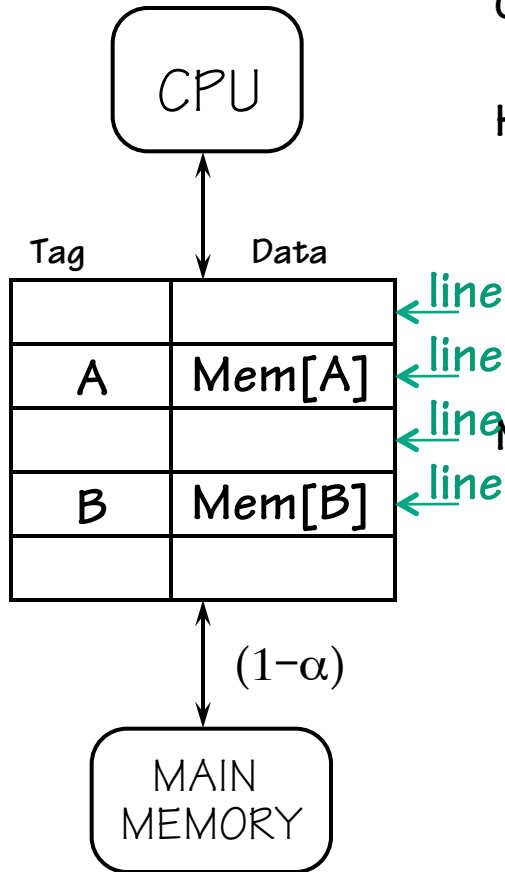 CPU
Tag Data
line
A Mem[A] line
line
B Mem[B] line
(1−α)
MAIN
MEMORY